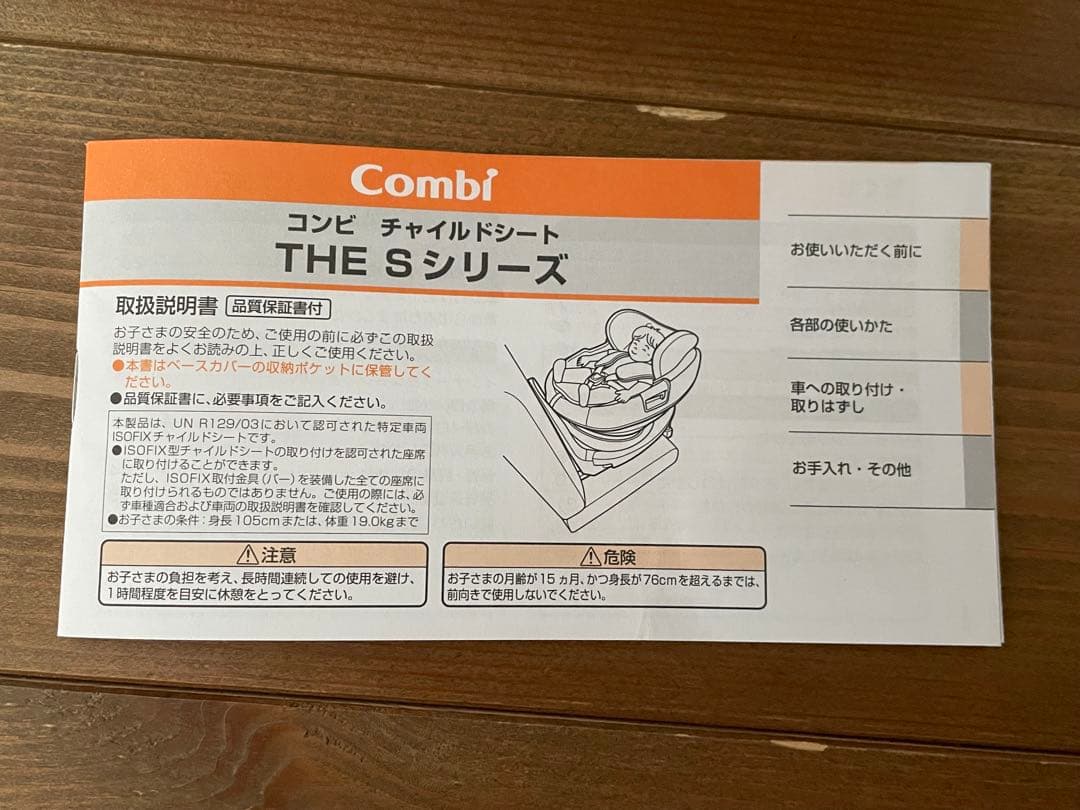 Combi
コンビ チャイルドシート
THE Sシリーズ
取扱説明書 品質保証書付
お子さまの安全のため、ご使用の前に必ずこの取扱
説明書をよくお読みの上、正しくご使用ください。
●本書はベースカバーの収納ポケットに保管してく
ださい。
●品質保証書に、必要事項をご記入ください。
本製品は、UN R129/03において認可された特定車両
ISOFIXチャイルドシートです。
●ISOFIX型チャイルドシートの取り付けを認可された座席
に取り付けることができます。
ただし、ISOFIX取付金具(バー)を装備した全ての座席に
取り付けられるものではありません。ご使用の際には、必
ず車種適合および車両の取扱説明書を確認してください。
●お子さまの条件:身長105cmまたは、体重19.0kgまで
⚠注意
お子さまの負担を考え、長時間連続しての使用を避け、
1時間程度を目安に休憩をとってください。
⚠危険
お子さまの月齢が15ヵ月、かつ身長が76cmを超えるまでは、
前向きで使用しないでください。
お使いいただく前に
各部の使いかた
車への取り付け・
取りはずし
お手入れ・その他